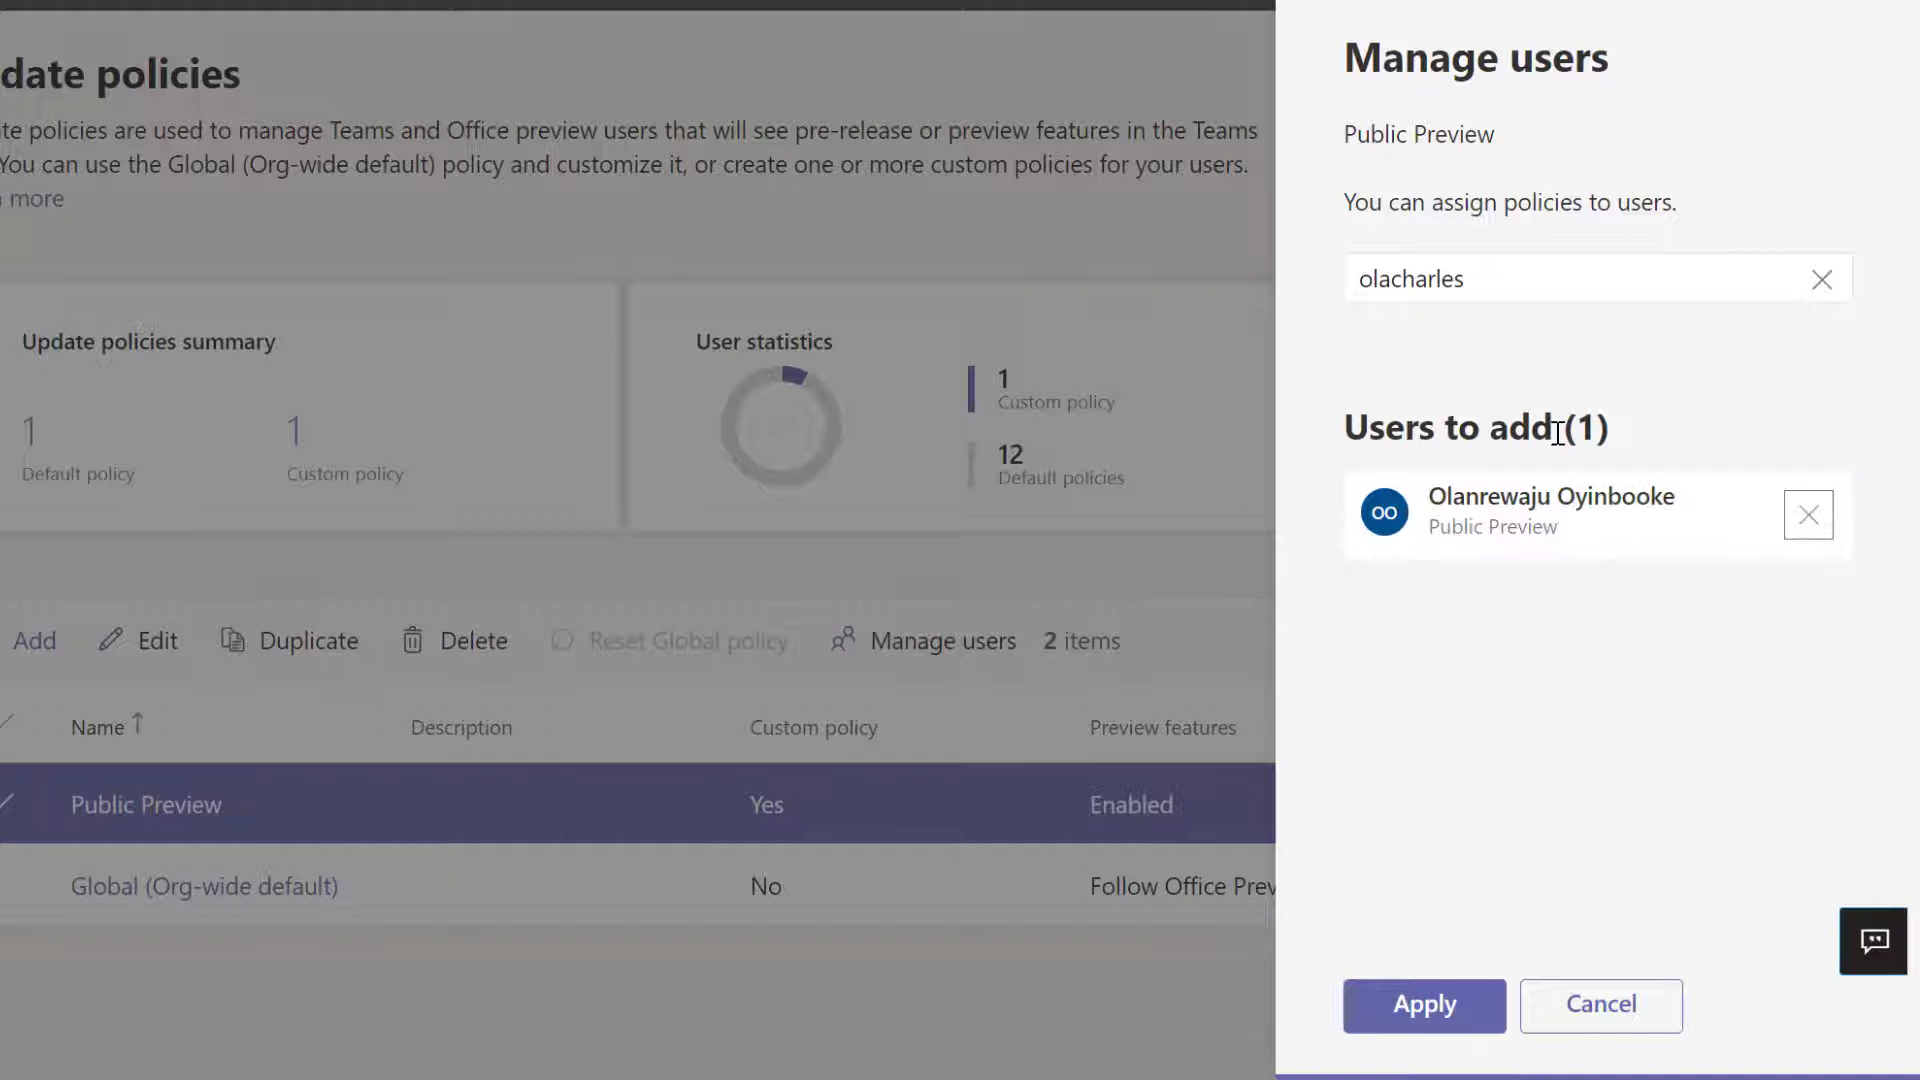 date policies
te policies are used to manage Teams and Office preview users that will see pre-release or preview features in the Teams
You can use the Global (Org-wide default) policy and customize it, or create one or more custom policies for your users.
more
Update policies summary
1
Default policy
1
Custom policy
User statistics
1
Custom policy
12
Default policies
Add
Edit
Duplicate
Delete
Reset Global policy
Manage users
2 items
Name ↑
Description
Custom policy
Preview features
Public Preview
Yes
Enabled
Global (Org-wide default)
No
Follow Office Prev
Manage users
Public Preview
You can assign policies to users.
olacharles
Users to add (1)
OO
Olanrewaju Oyinbooke
Public Preview
Apply
Cancel